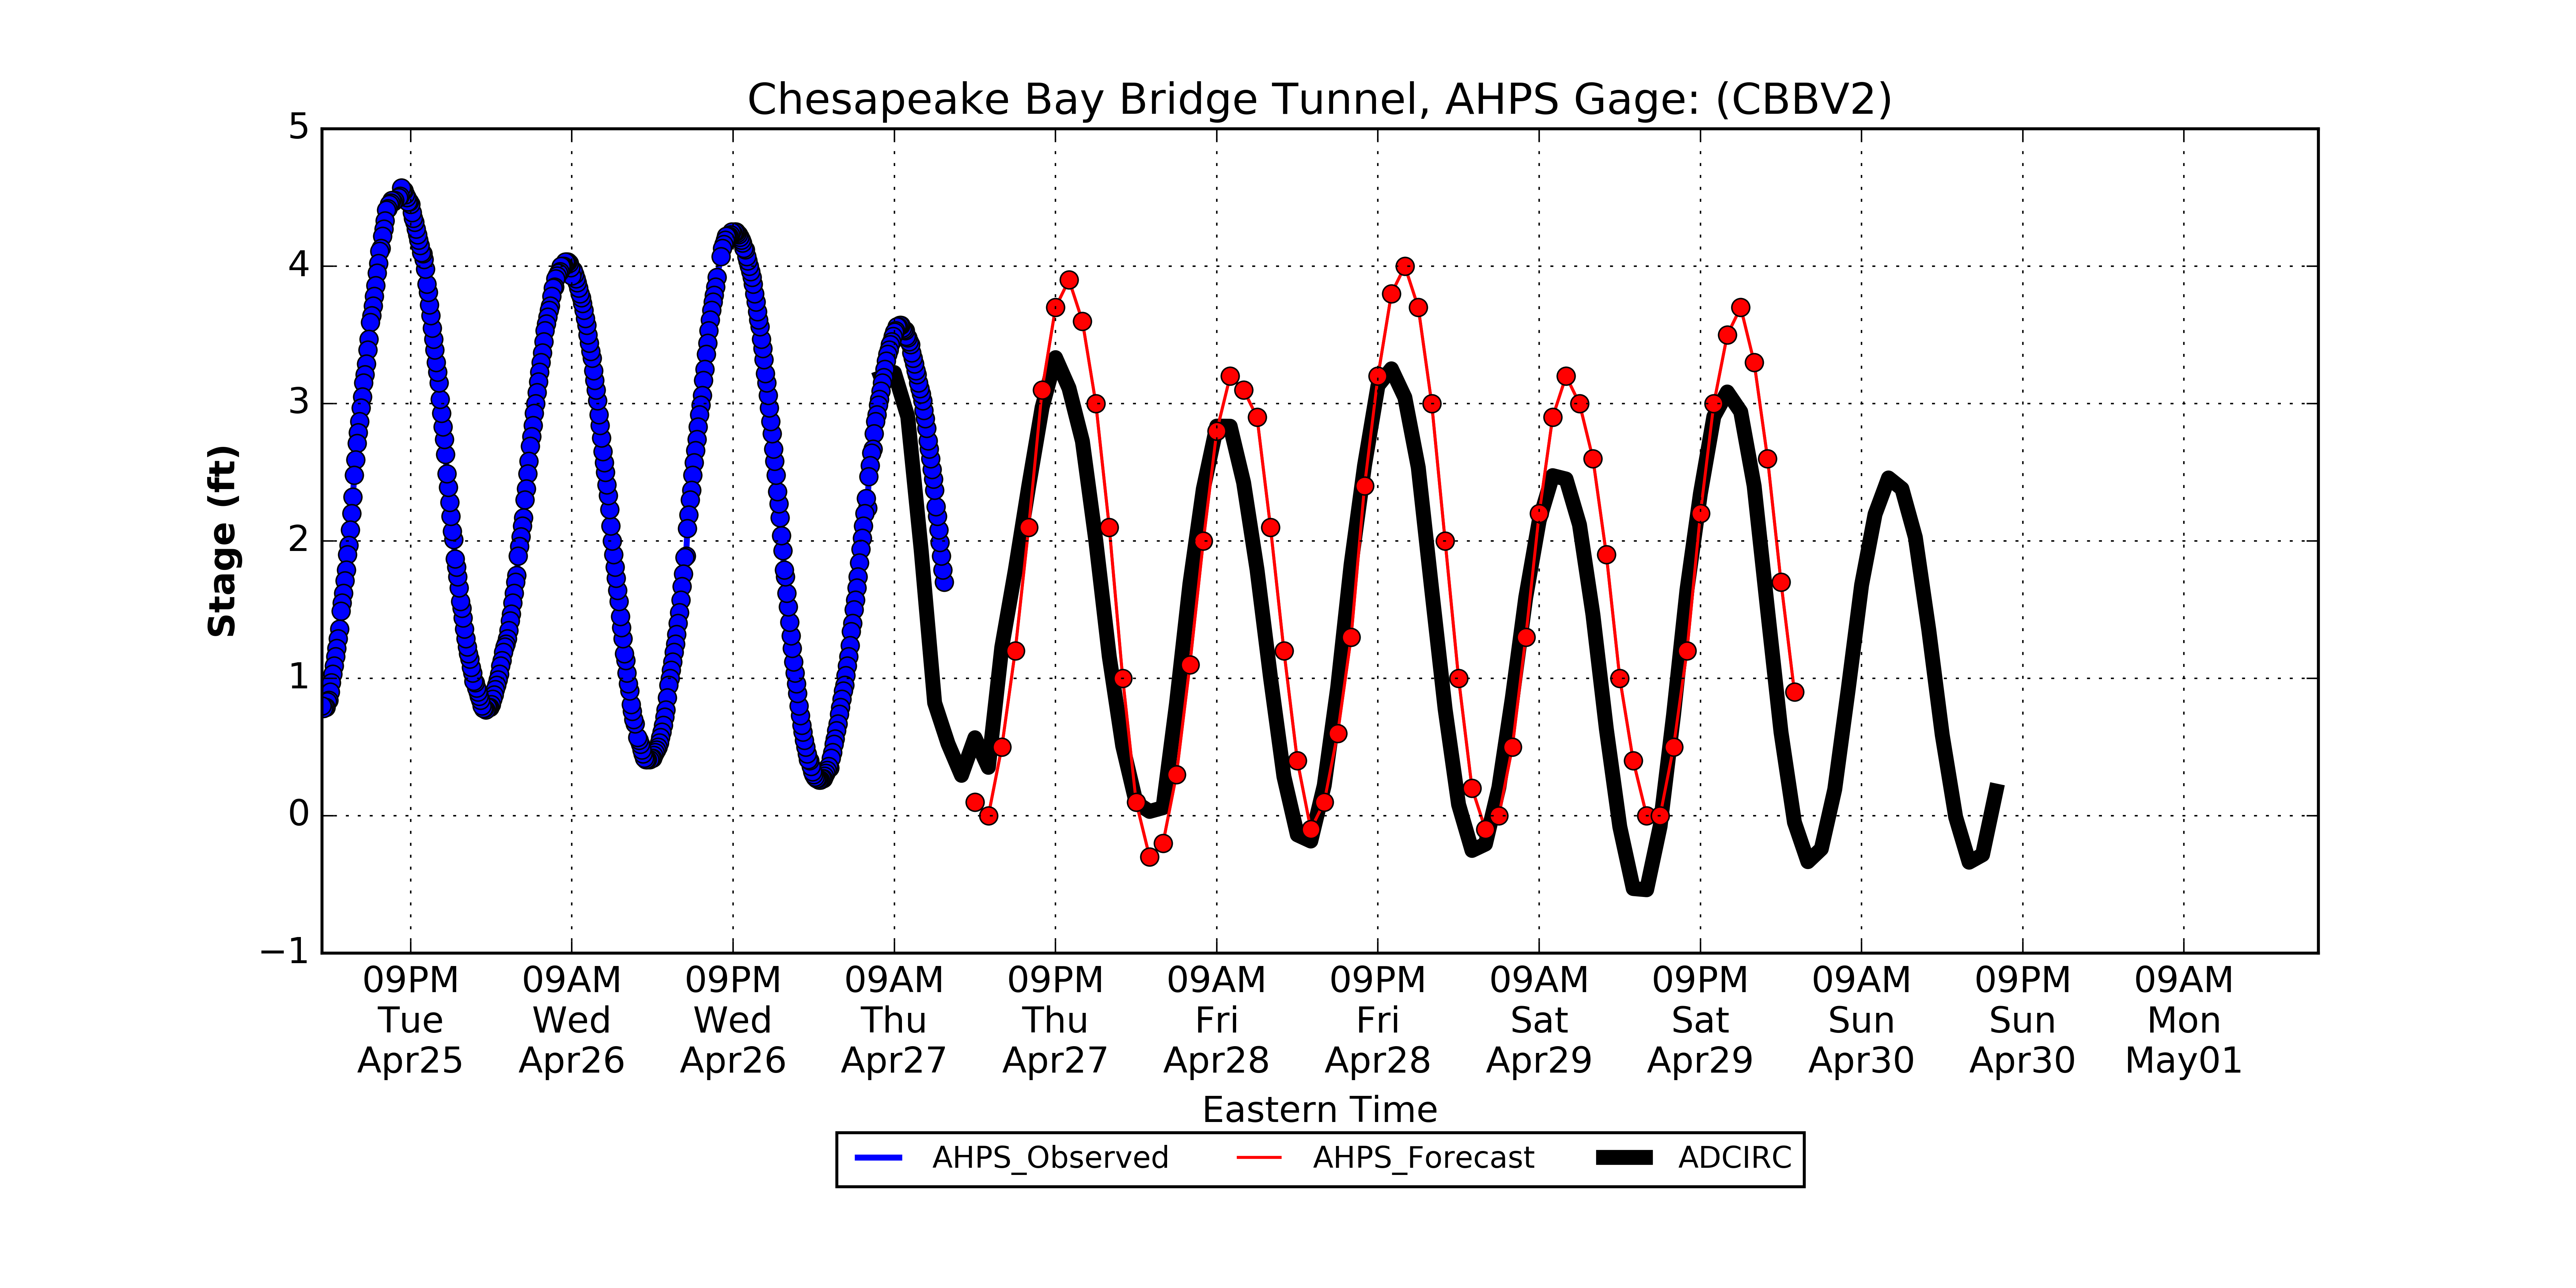 Chesapeake Bay Bridge Tunnel, AHPS Gage: (CBBV2)
5
4
3
2
1
0
−1
Stage (ft)
09PM 09AM 09PM 09AM 09PM 09AM 09PM 09AM 09PM 09AM 09PM 09AM
Tue Wed Wed Thu Thu Fri Fri Sat Sat Sun Sun Mon
Apr25 Apr26 Apr26 Apr27 Apr27 Apr28 Apr28 Apr29 Apr29 Apr30 Apr30 May01
Eastern Time
AHPS_Observed AHPS_Forecast ADCIRC